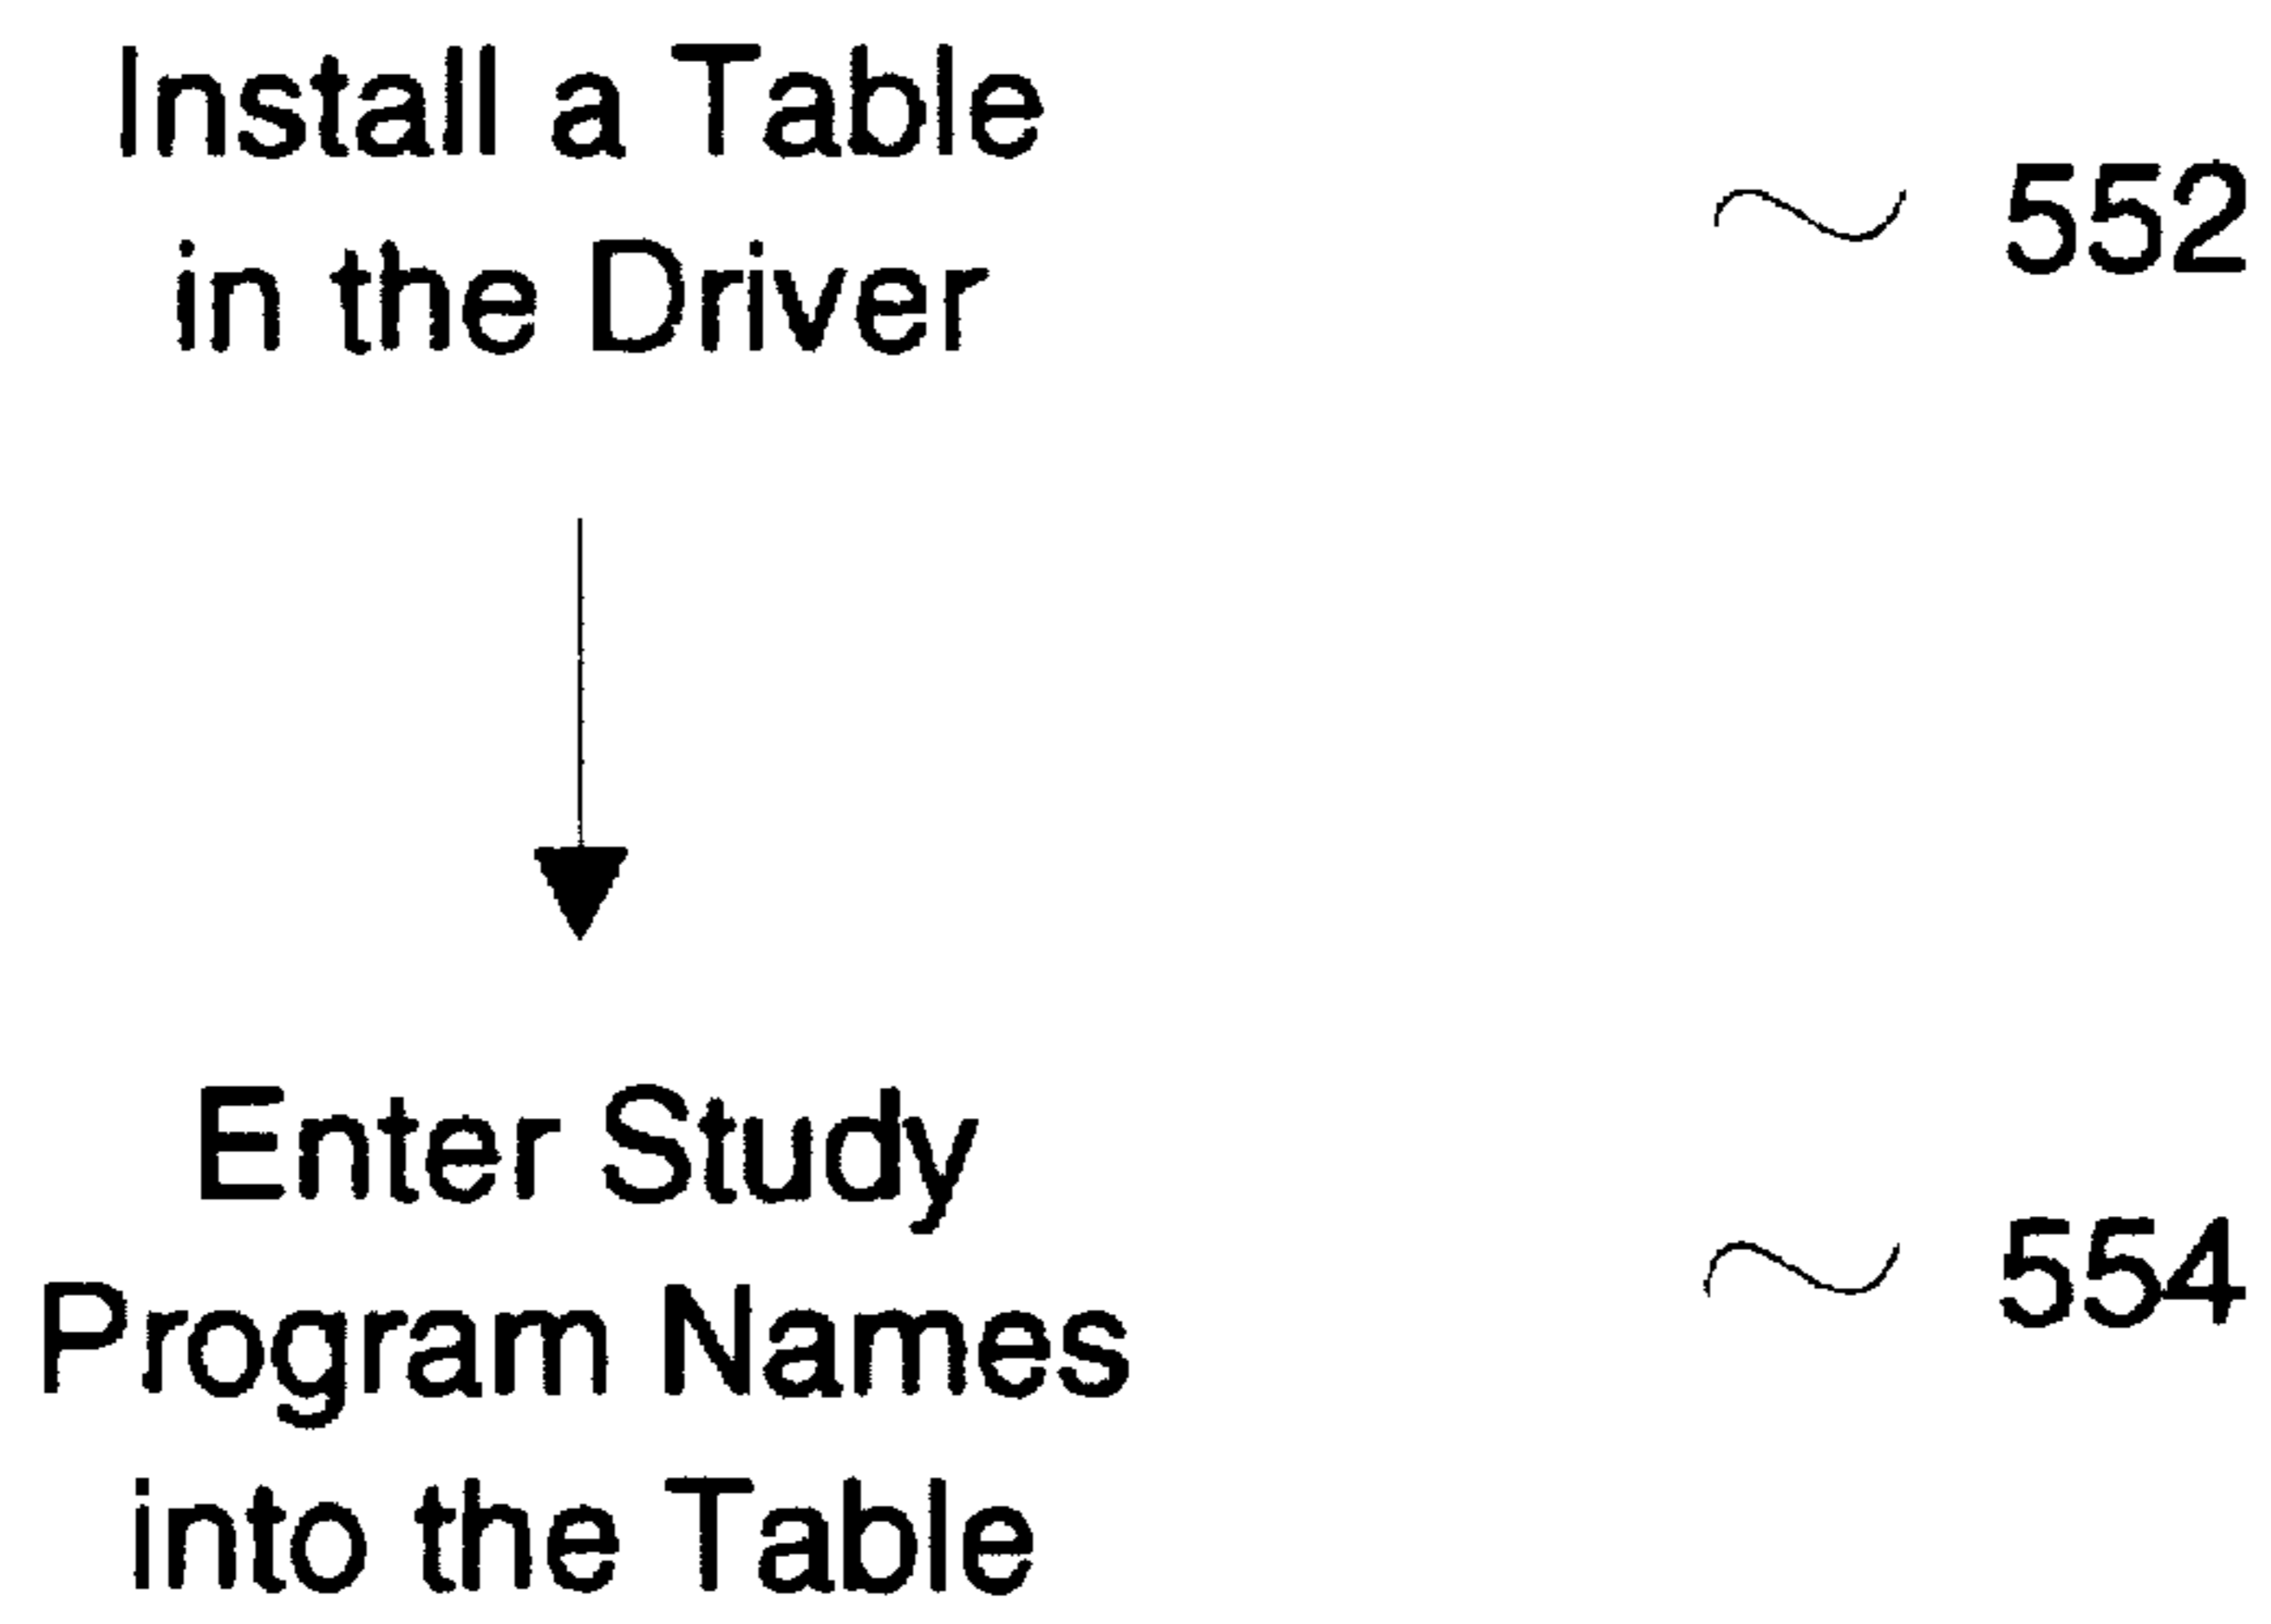 Install a Table
in the Driver
552
Enter Study
Program Names
into the Table
554